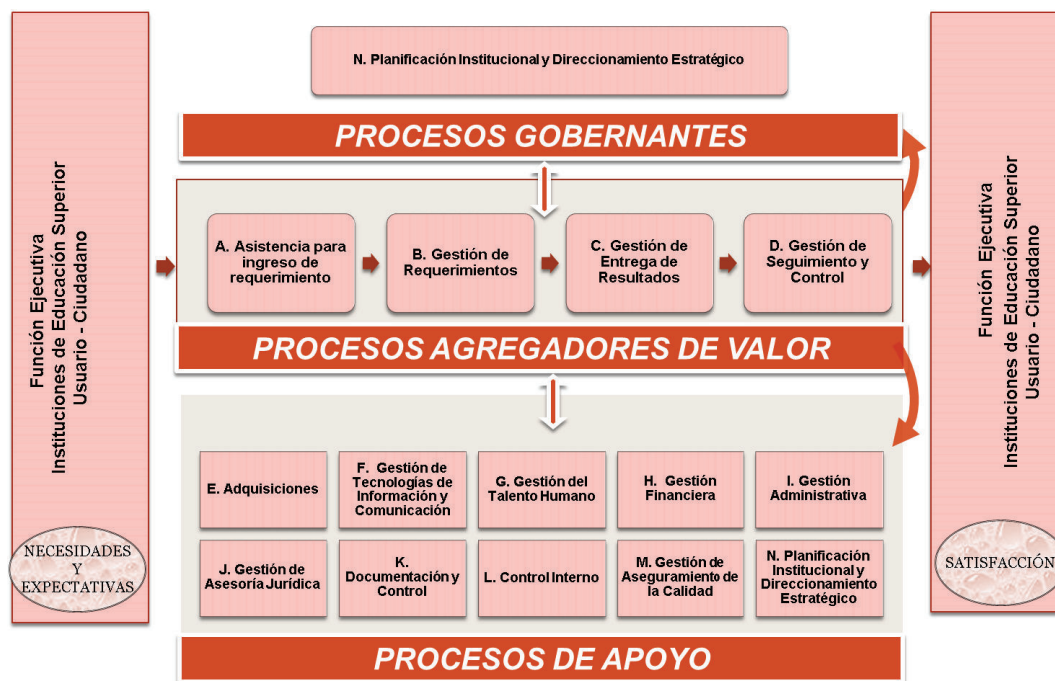 Función Ejecutiva
Instituciones de Educación Superior
Usuario - Ciudadano
NECESIDADES
Y
EXPECTATIVAS
N. Planificación Institucional y Direccionamiento Estratégico
PROCESOS GOBERNANTES
A. Asistencia para
ingreso de
requerimiento
B. Gestión de
Requerimientos
C. Gestión de
Entrega de
Resultados
D. Gestión de
Seguimiento y
Control
PROCESOS AGREGADORES DE VALOR
E. Adquisiciones
F. Gestión de
Tecnologías de
Información y
Comunicación
G. Gestión del
Talento Humano
H. Gestión
Financiera
I. Gestión
Administrativa
J. Gestión de
Asesoría Jurídica
K.
Documentación y
Control
L. Control Interno
M. Gestión de
Aseguramiento de
la Calidad
N. Planificación
Institucional y
Direccionamiento
Estratégico
PROCESOS DE APOYO
Función Ejecutiva
Instituciones de Educación Superior
Usuario - Ciudadano
SATISFACCIÓN